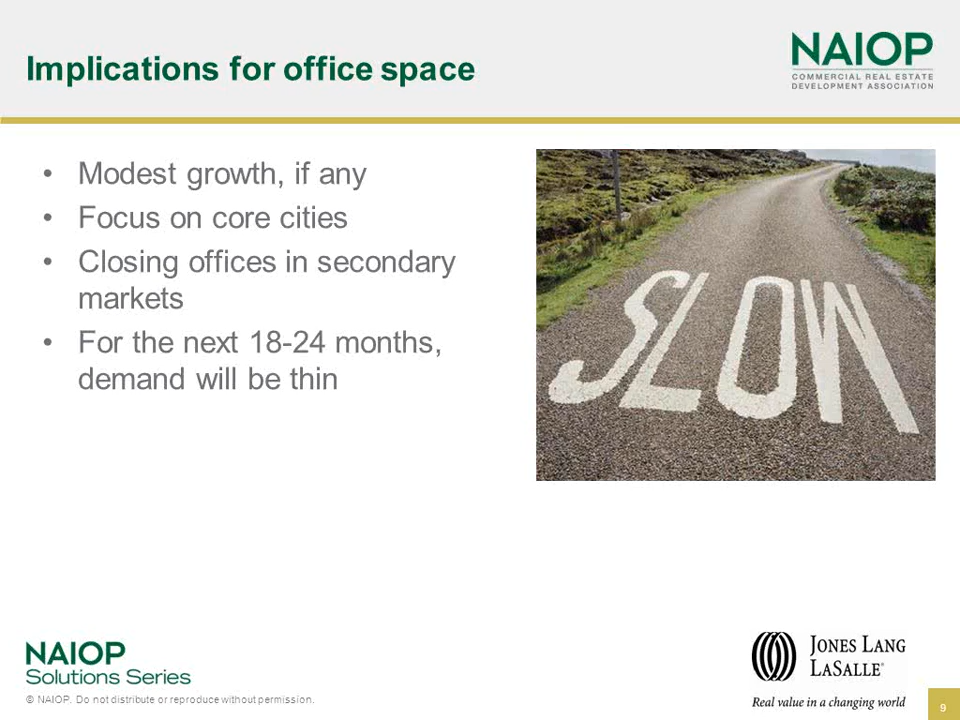 Implications for office space
NAIOP
COMMERCIAL REAL ESTATE
DEVELOPMENT ASSOCIATION
• Modest growth, if any
• Focus on core cities
• Closing offices in secondary
markets
• For the next 18-24 months,
demand will be thin
SLOW
NAIOP
Solutions Series
© NAIOP. Do not distribute or reproduce without permission.
JONES LANG
LASALLE®
Real value in a changing world
9